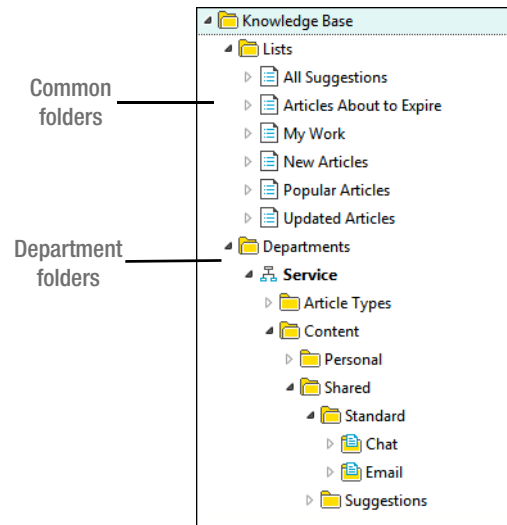 Knowledge Base
Lists
All Suggestions
Common
folders
Articles About to Expire
My Work
New Articles
Popular Articles
Updated Articles
Department
folders
Departments
Service
Article Types
Content
Personal
Shared
Standard
Chat
Email
Suggestions